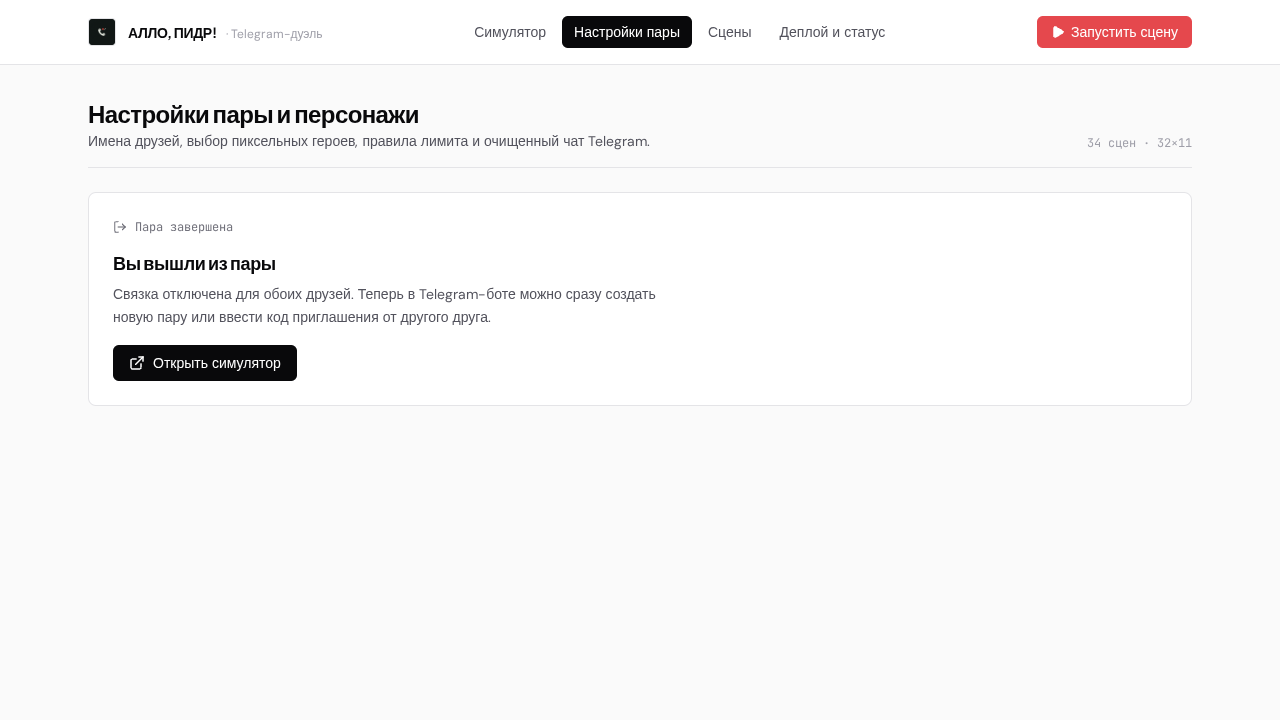 АЛЛО, ПИДР! · Telegram-дуэль
Симулятор
Настройки пары
Сцены
Деплой и статус
Запустить сцену
Настройки пары и персонажи
Имена друзей, выбор пиксельных героев, правила лимита и очищенный чат Telegram.
34 сцен · 32×11
Пара завершена
Вы вышли из пары
Связка отключена для обоих друзей. Теперь в Telegram-боте можно сразу создать
новую пару или ввести код приглашения от другого друга.
Открыть симулятор